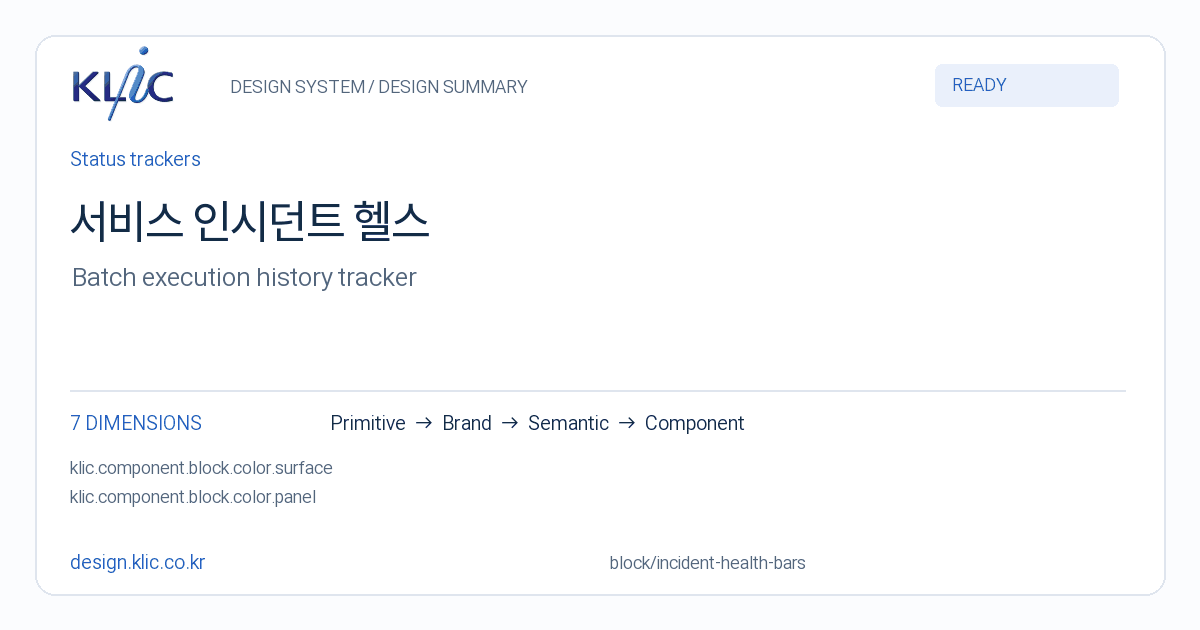 KLiC
DESIGN SYSTEM / DESIGN SUMMARY
READY
Status trackers
서비스 인시던트 헬스
Batch execution history tracker
7 DIMENSIONS
Primitive → Brand → Semantic → Component
klic.component.block.color.surface
klic.component.block.color.panel
design.klic.co.kr
block/incident-health-bars